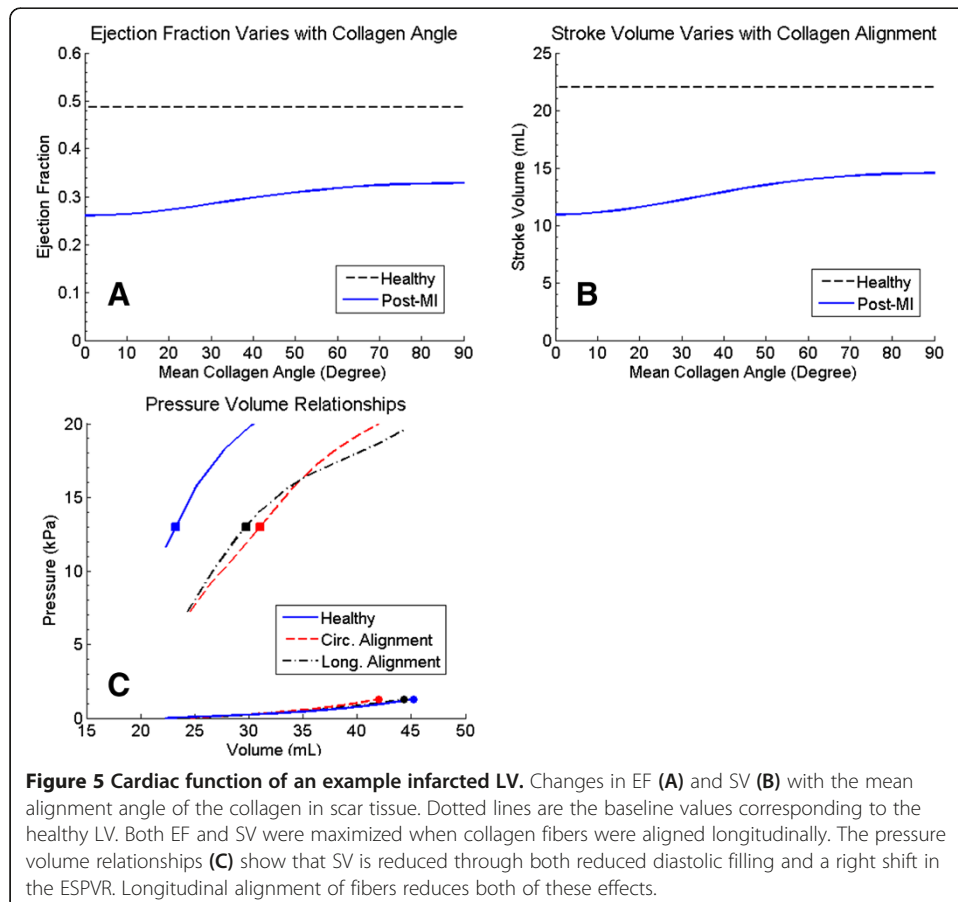 Ejection Fraction Varies with Collagen Angle
0.6
0.5
0.4
0.3
0.2
0.1
0
Ejection Fraction
A
Healthy
Post-MI
0 10 20 30 40 50 60 70 80 90
Mean Collagen Angle (Degree)
Stroke Volume Varies with Collagen Alignment
25
20
15
10
5
0
Stroke Volume (mL)
B
Healthy
Post-MI
0 10 20 30 40 50 60 70 80 90
Mean Collagen Angle (Degree)
Pressure Volume Relationships
20
15
10
5
0
Pressure (kPa)
C
Healthy
Circ. Alignment
Long. Alignment
15 20 25 30 35 40 45 50
Volume (mL)
Figure 5 Cardiac function of an example infarcted LV. Changes in EF (A) and SV (B) with the mean
alignment angle of the collagen in scar tissue. Dotted lines are the baseline values corresponding to the
healthy LV. Both EF and SV were maximized when collagen fibers were aligned longitudinally. The pressure
volume relationships (C) show that SV is reduced through both reduced diastolic filling and a right shift in
the ESPVR. Longitudinal alignment of fibers reduces both of these effects.